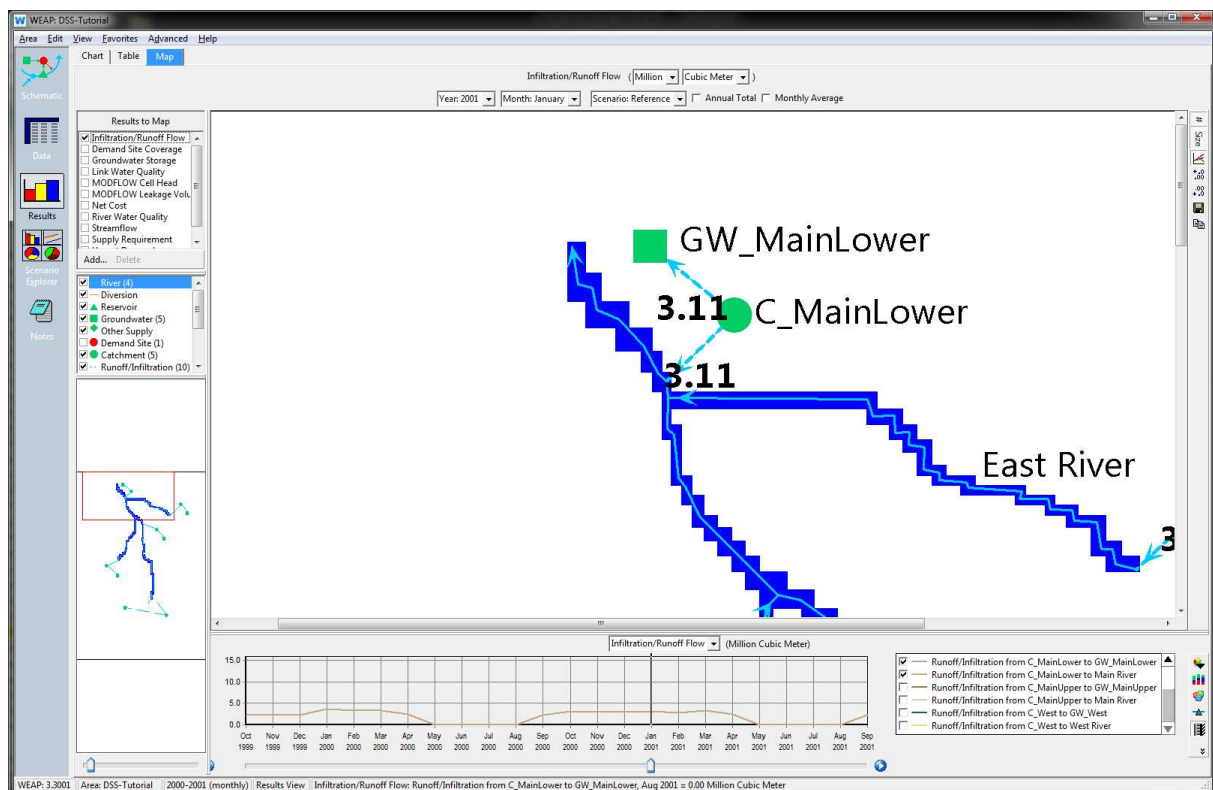 WEAP: DSS-Tutorial
Area Edit View Favorites Advanced Help
Chart Table Map
Schematic
Data
Results
Scenario
Explorer
Notes
Infiltration/Runoff Flow ( Million Cubic Meter )
Year: 2001 Month: January Scenario: Reference Annual Total Monthly Average
Results to Map
Infiltration/Runoff Flow
Demand Site Coverage
Groundwater Storage
Link Water Quality
MODFLOW Cell Head
MODFLOW Leakage Volu
Net Cost
River Water Quality
Streamflow
Supply Requirement
Add... Delete
River (4)
Diversion
Reservoir
Groundwater (5)
Other Supply
Demand Site (1)
Catchment (5)
Runoff/Infiltration (10)
GW_MainLower
3.11 C_MainLower
3.11
East River
3
#
Size
Infiltration/Runoff Flow (Million Cubic Meter)
15.0
10.0
5.0
0.0
Oct Nov Dec Jan Feb Mar Apr May Jun Jul Aug Sep Oct Nov Dec Jan Feb Mar Apr May Jun Jul Aug Sep
1999 1999 1999 2000 2000 2000 2000 2000 2000 2000 2000 2000 2000 2000 2000 2001 2001 2001 2001 2001 2001 2001 2001 2001
Runoff/Infiltration from C_MainLower to GW_MainLower
Runoff/Infiltration from C_MainLower to Main River
Runoff/Infiltration from C_MainUpper to GW_MainUpper
Runoff/Infiltration from C_MainUpper to Main River
Runoff/Infiltration from C_West to GW_West
Runoff/Infiltration from C_West to West River
WEAP: 3.3001 Area: DSS-Tutorial 2000-2001 (monthly) Results View Infiltration/Runoff Flow: Runoff/Infiltration from C_MainLower to GW_MainLower, Aug 2001 = 0.00 Million Cubic Meter